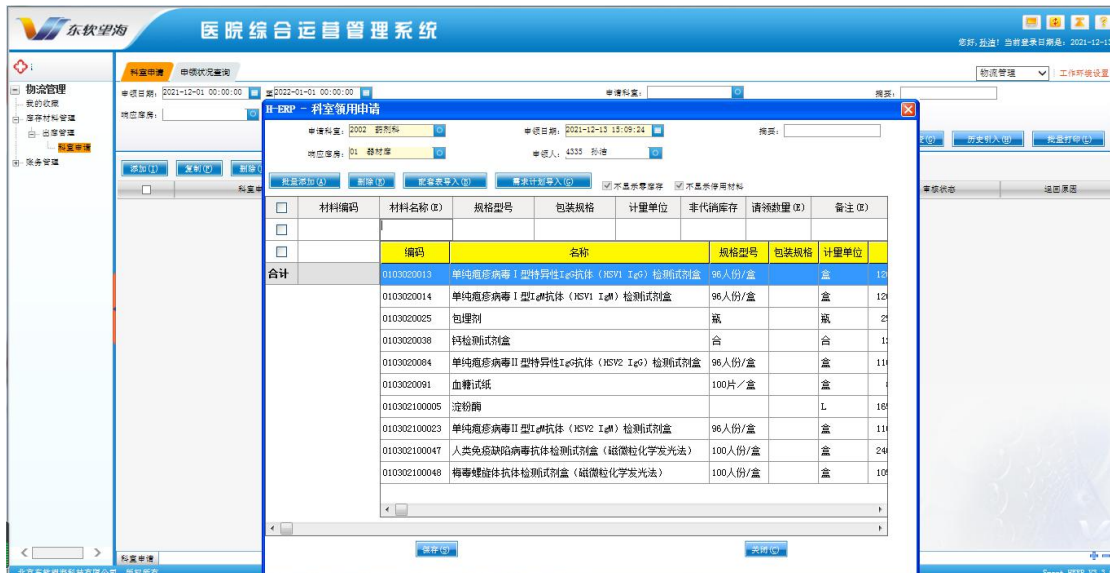 东软望海 医院综合运营管理系统
您好,孙洁! 当前登录日期是: 2021-12-13
科室申请 申领状况查询 物流管理 工作环境设置
物流管理
我的收藏
库存材料管理
出库管理
科室申请
账务管理
申领日期: 2021-12-01 00:00:00 至 2022-01-01 00:00:00 申请科室: 摘要:
响应库房:
历史引入(H) 批量打印(L)
添加(I) 复制(F) 删除
科室申
审核状态 退回原因
H-ERP - 科室领用申请
申请科室: 2002 药剂科 申领日期: 2021-12-13 15:09:24 摘要:
响应库房: 01 器材库 申领人: 4333 孙洁
批量添加(A) 删除(E) 配套表导入(B) 需求计划导入(G) 不显示零库存 不显示停用材料
材料编码 材料名称(E) 规格型号 包装规格 计量单位 非代销库存 请领数量(E) 备注(E)
编码 名称 规格型号 包装规格 计量单位
合计
0103020013 单纯疱疹病毒Ⅰ型特异性IgG抗体(HSV1 IgG)检测试剂盒 96人份/盒 盒
0103020014 单纯疱疹病毒Ⅰ型IgM抗体(HSV1 IgM)检测试剂盒 96人份/盒 盒
0103020025 包埋剂 瓶 瓶
0103020038 钙检测试剂盒 合 合
0103020084 单纯疱疹病毒II型特异性IgG抗体(HSV2 IgG)检测试剂盒 96人份/盒 盒
0103020091 血糖试纸 100片／盒 盒
010302100005 淀粉酶 L
010302100023 单纯疱疹病毒II型IgM抗体(HSV2 IgM)检测试剂盒 96人份/盒 盒
010302100047 人类免疫缺陷病毒抗体检测试剂盒(磁微粒化学发光法) 100人份/盒 盒
010302100048 梅毒螺旋体抗体检测试剂盒(磁微粒化学发光法) 100人份/盒 盒
保存(S) 关闭(C)
科室申请